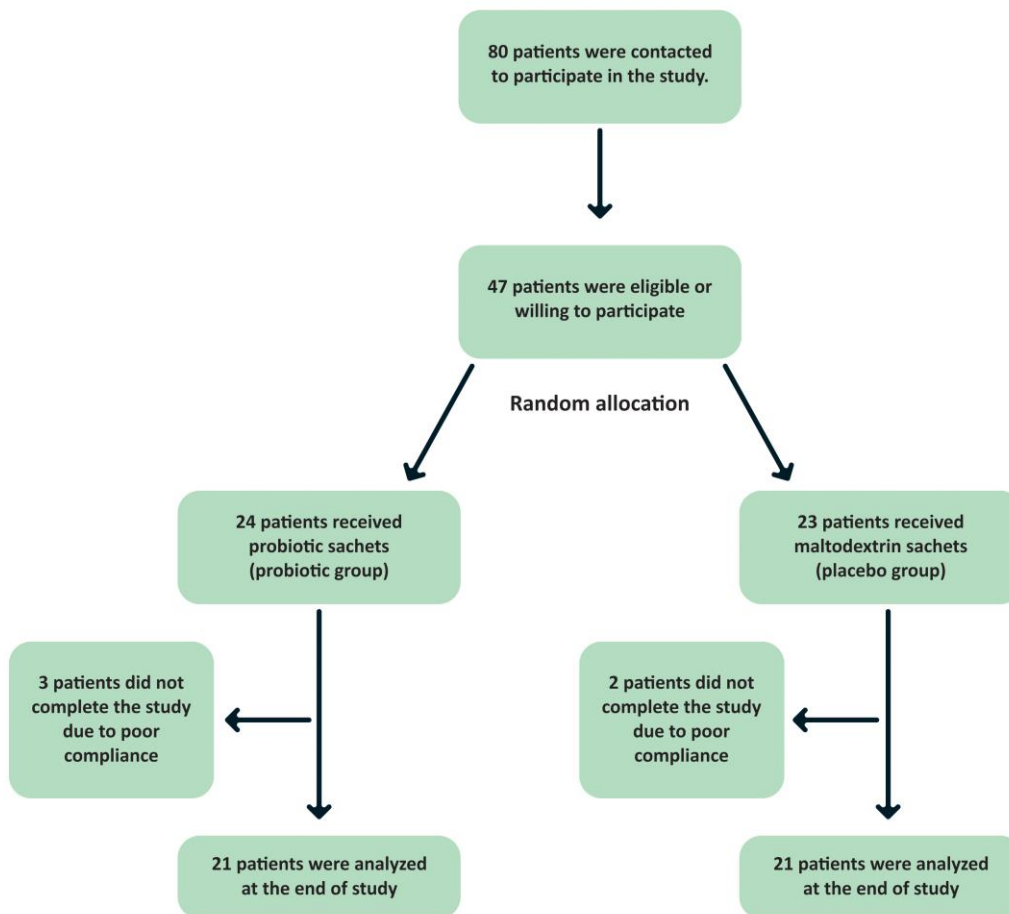 80 patients were contacted
to participate in the study.
47 patients were eligible or
willing to participate
Random allocation
24 patients received
probiotic sachets
(probiotic group)
23 patients received
maltodextrin sachets
(placebo group)
3 patients did not
complete the study
due to poor
compliance
2 patients did not
complete the study
due to poor
compliance
21 patients were analyzed
at the end of study
21 patients were analyzed
at the end of study